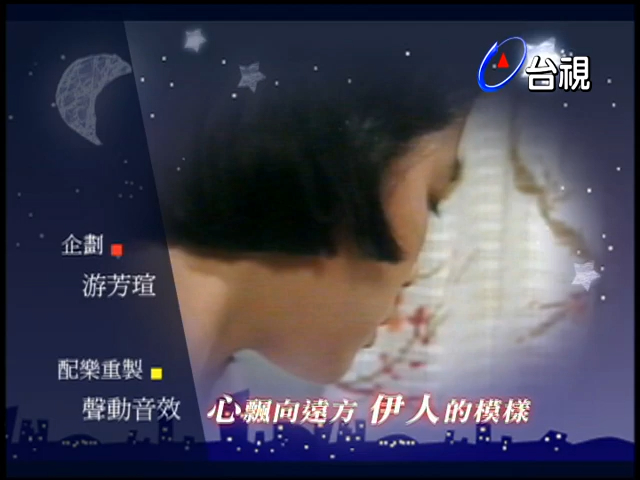 台視
企劃
游芳瑄
配樂重製
聲動音效
心飄向遠方 伊人的模樣